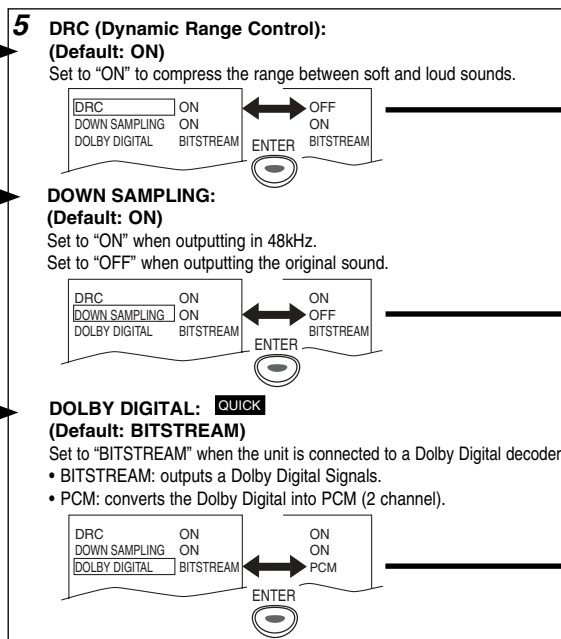 5 DRC (Dynamic Range Control):
(Default: ON)
Set to “ON” to compress the range between soft and loud sounds.
DRC ON OFF
DOWN SAMPLING ON ON
DOLBY DIGITAL BITSTREAM BITSTREAM
ENTER
DOWN SAMPLING:
(Default: ON)
Set to “ON” when outputting in 48kHz.
Set to “OFF” when outputting the original sound.
DRC ON ON
DOWN SAMPLING ON OFF
DOLBY DIGITAL BITSTREAM BITSTREAM
ENTER
DOLBY DIGITAL: QUICK
(Default: BITSTREAM)
Set to “BITSTREAM” when the unit is connected to a Dolby Digital decoder
• BITSTREAM: outputs a Dolby Digital Signals.
• PCM: converts the Dolby Digital into PCM (2 channel).
DRC ON ON
DOWN SAMPLING ON ON
DOLBY DIGITAL BITSTREAM PCM
ENTER